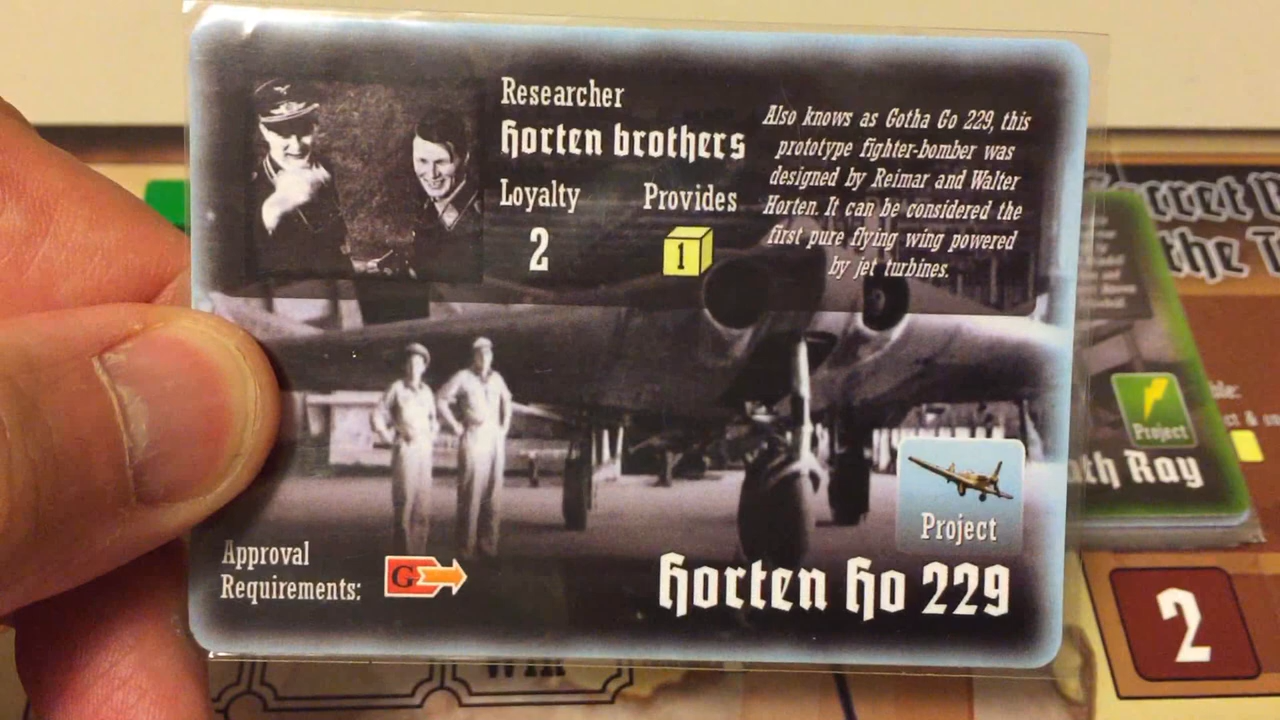 Researcher
Horten brothers
Loyalty
2
Provides
1
Also knows as Gotha Go 229, this
prototype fighter-bomber was
designed by Reimar and Walter
Horten. It can be considered the
first pure flying wing powered
by jet turbines.
Project
Approval
Requirements:
G
Horten Ho 229
the
Project
Ray
2